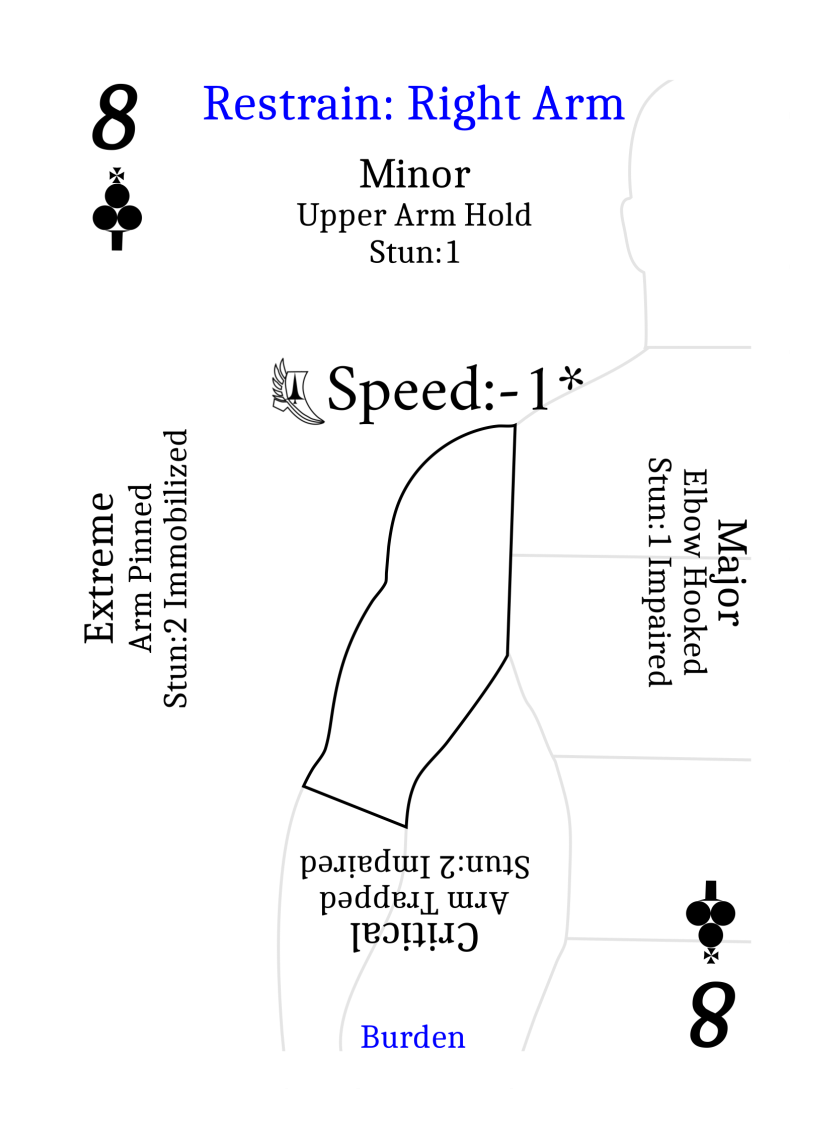 8
Restrain: Right Arm
Minor
Upper Arm Hold
Stun:1
Speed:-1*
Extreme
Arm Pinned
Stun:2 Immobilized
Major
Elbow Hooked
Stun:1 Impaired
Critical
Arm Trapped
Stun:2 Impaired
Burden
8